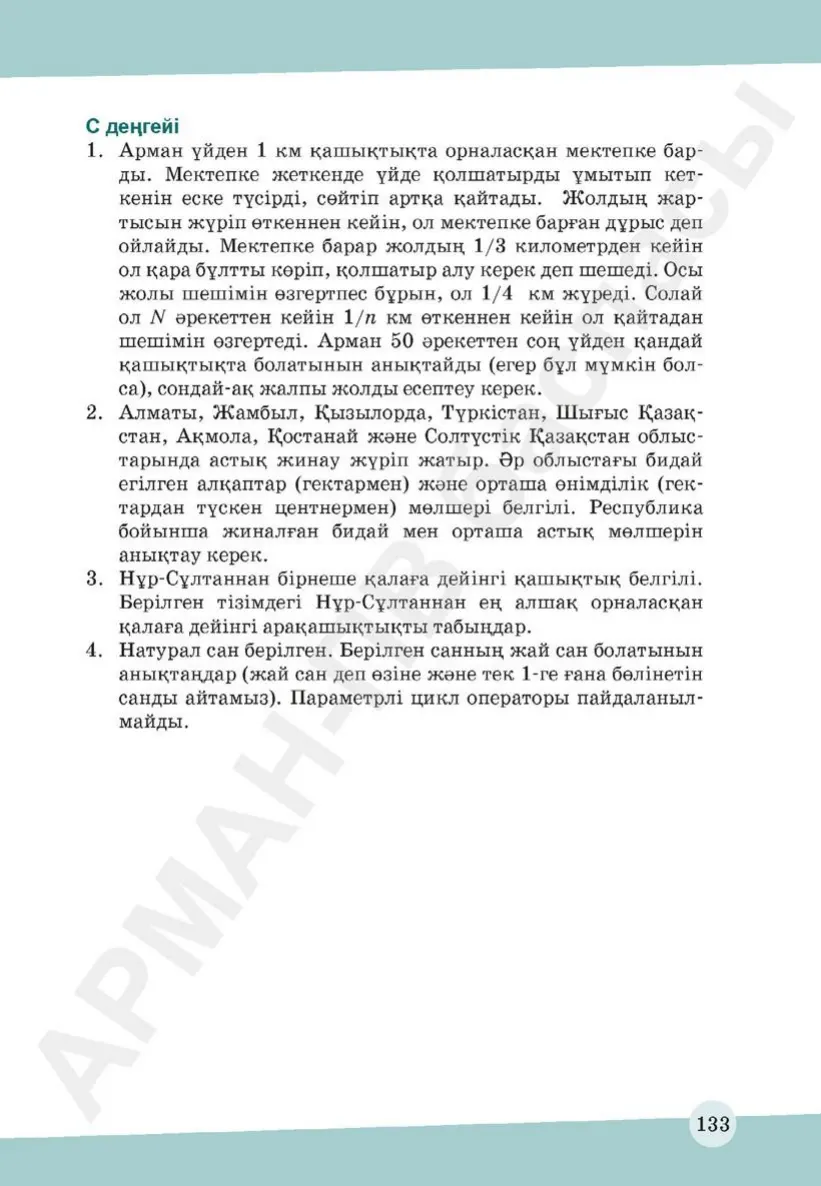 С деңгейі
1. Арман үйден 1 км қашықтықта орналасқан мектепке бар-
ды. Мектепке жеткенде үйде қолшатырды ұмытып кет-
кенін еске түсірді, сөйтіп артқа қайтады. Жолдың жар-
тысын жүріп өткеннен кейін, ол мектепке барған дұрыс деп
ойлайды. Мектепке барар жолдың 1/3 километрден кейін
ол қара бұлтты көріп, қолшатыр алу керек деп шешеді. Осы
жолы шешімін өзгертпес бұрын, ол 1/4 км жүреді. Солай
ол N әрекеттен кейін 1/n км өткеннен кейін ол қайтадан
шешімін өзгертеді. Арман 50 әрекеттен соң үйден қандай
қашықтықта болатынын анықтайды (егер бұл мүмкін бол-
са), сондай-ақ жалпы жолды есептеу керек.
2. Алматы, Жамбыл, Қызылорда, Түркістан, Шығыс Қазақ-
стан, Ақмола, Қостанай және Солтүстік Қазақстан облыс-
тарында астық жинау жүріп жатыр. Әр облыстағы бидай
егілген алқаптар (гектармен) және орташа өнімділік (гек-
тардан түскен центнермен) мөлшері белгілі. Республика
бойынша жиналған бидай мен орташа астық мөлшерін
анықтау керек.
3. Нұр-Сұлтаннан бірнеше қалаға дейінгі қашықтық белгілі.
Берілген тізімдегі Нұр-Сұлтаннан ең алшақ орналасқан
қалаға дейінгі арақашықтықты табыңдар.
4. Натурал сан берілген. Берілген санның жай сан болатынын
анықтаңдар (жай сан деп өзіне және тек 1-ге ғана бөлінетін
санды айтамыз). Параметрлі цикл операторы пайдаланыл-
майды.
АРМАН-ПВ баспасы
133